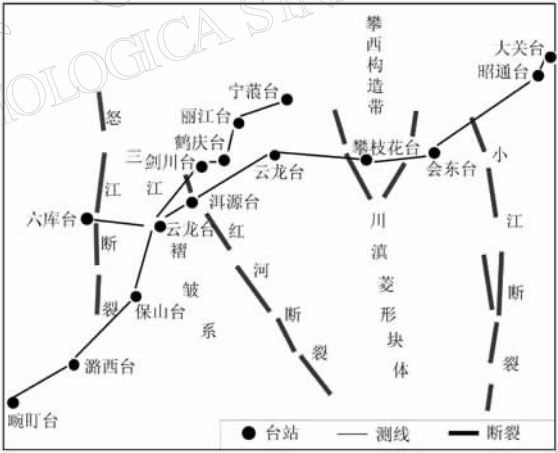 OLOGICA SIN
攀西构造带
大关台
昭通台
宁蒗台
丽江台
鹤庆台
剑川台
三江褶皱系
怒江断裂
云龙台
攀枝花台
会东台
小江断裂
洱源台
六库台
云龙台
红河断裂
川滇菱形块体
保山台
潞西台
畹町台
台站 测线 断裂